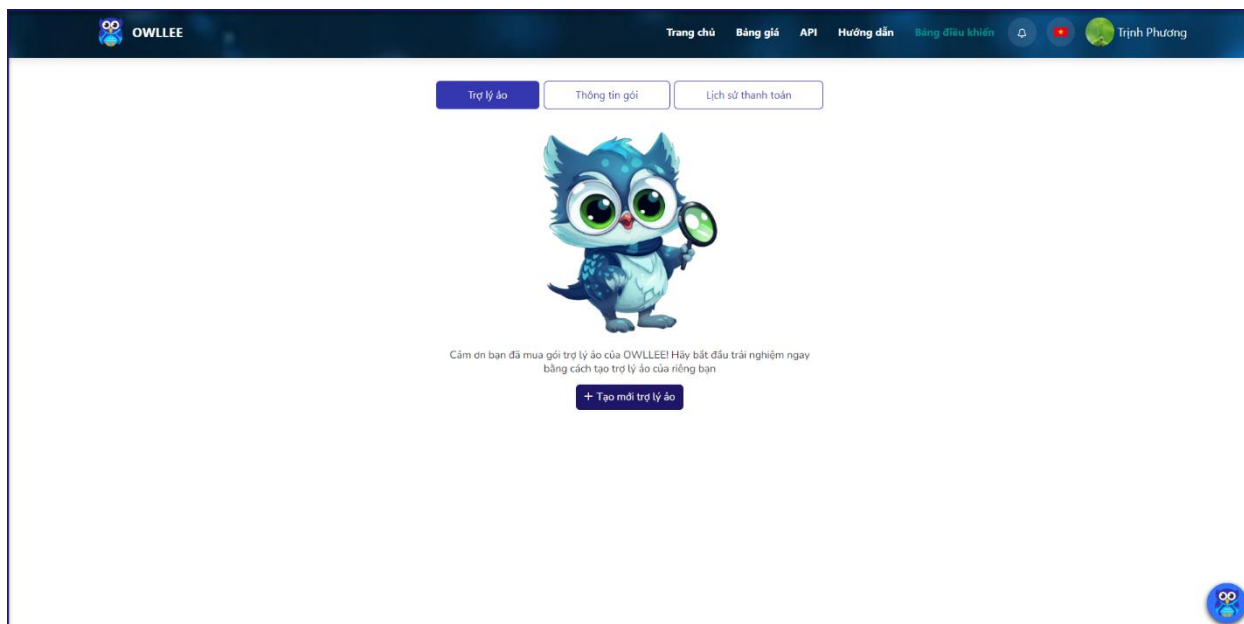 OWLLEE
Trang chủ Bảng giá API Hướng dẫn Bảng điều khiển Trịnh Phương
Trợ lý ảo Thông tin gói Lịch sử thanh toán
Cảm ơn bạn đã mua gói trợ lý ảo của OWLLEE! Hãy bắt đầu trải nghiệm ngay
bằng cách tạo trợ lý ảo của riêng bạn
+ Tạo mới trợ lý ảo